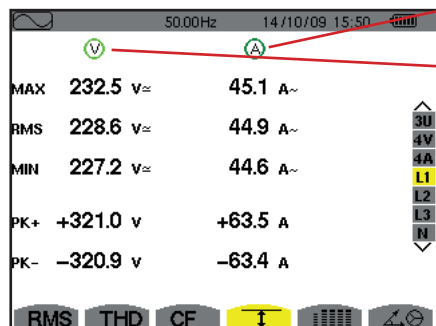 50.00Hz 14/10/09 15:50
V A
MAX 232.5 V≃ 45.1 A~
RMS 228.6 V≃ 44.9 A~
MIN 227.2 V≃ 44.6 A~
PK+ +321.0 V +63.5 A
PK- -320.9 V -63.4 A
3U
4V
4A
L1
L2
L3
N
RMS THD CF